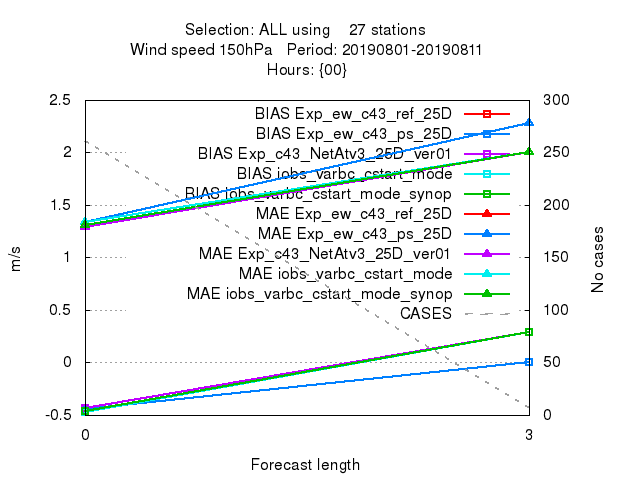 Selection: ALL using 27 stations
Wind speed 150hPa Period: 20190801-20190811
Hours: {00}
2.5
2
1.5
1
0.5
0
-0.5
m/s
300
250
200
150
100
50
0
No cases
BIAS Exp_ew_c43_ref_25D
BIAS Exp_ew_c43_ps_25D
BIAS Exp_c43_NetAtv3_25D_ver01
BIAS iobs_varbc_cstart_mode
BIAS iobs_varbc_cstart_mode_synop
MAE Exp_ew_c43_ref_25D
MAE Exp_ew_c43_ps_25D
MAE Exp_c43_NetAtv3_25D_ver01
MAE iobs_varbc_cstart_mode
MAE iobs_varbc_cstart_mode_synop
CASES
0 3
Forecast length